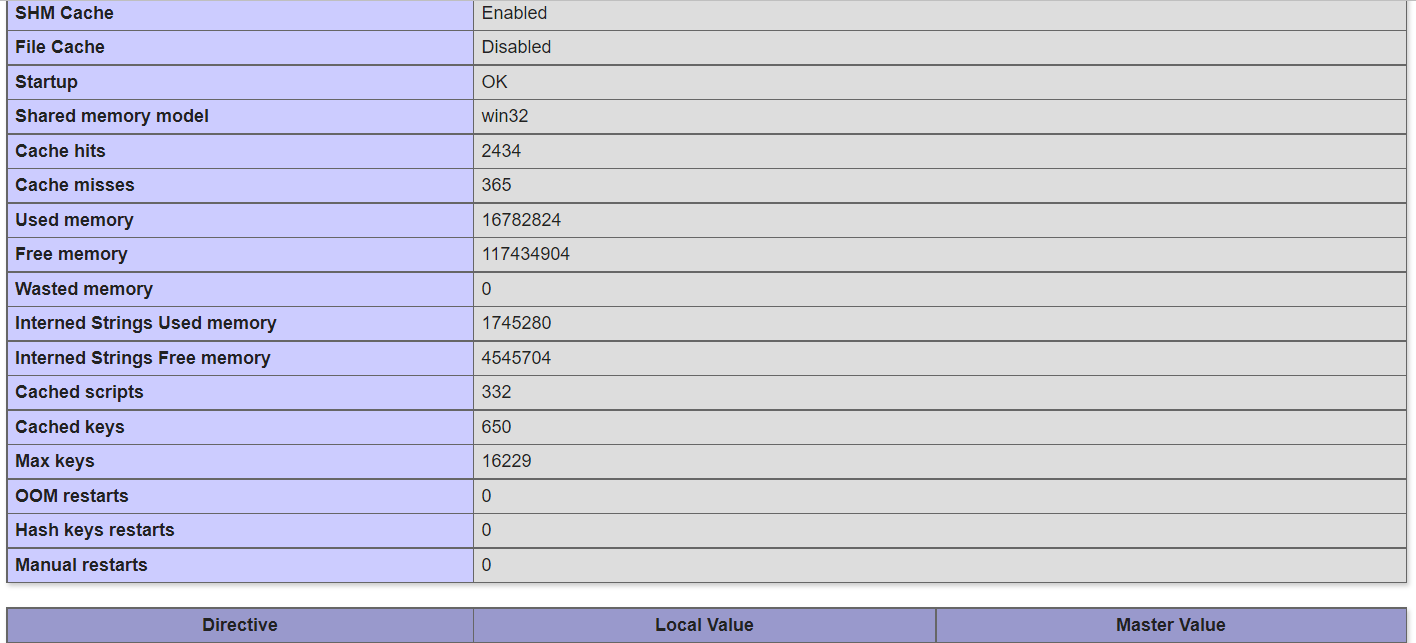 SHM Cache Enabled
File Cache Disabled
Startup OK
Shared memory model win32
Cache hits 2434
Cache misses 365
Used memory 16782824
Free memory 117434904
Wasted memory 0
Interned Strings Used memory 1745280
Interned Strings Free memory 4545704
Cached scripts 332
Cached keys 650
Max keys 16229
OOM restarts 0
Hash keys restarts 0
Manual restarts 0
Directive Local Value Master Value